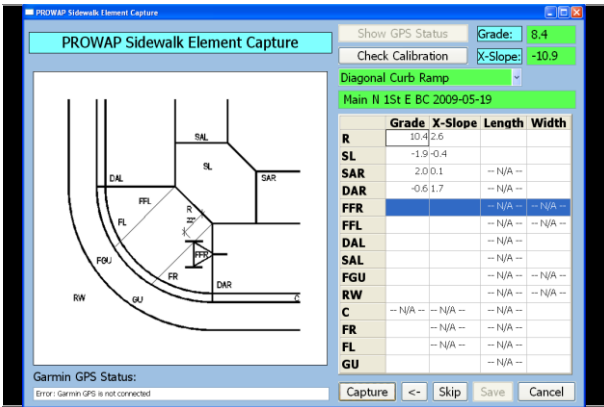 PROWAP Sidewalk Element Capture
PROWAP Sidewalk Element Capture
Show GPS Status Grade: 8.4
Check Calibration X-Slope: -10.9
Diagonal Curb Ramp
Main N 1St E BC 2009-05-19
SAL
SL
DAL
SAR
FFL
R
FL
FGU
FFR
FR
DAR
RW
GU
C
Grade X-Slope Length Width
R 10.4 2.6
SL -1.9 -0.4
SAR 2.0 0.1 -- N/A --
DAR -0.6 1.7 -- N/A --
FFR -- N/A -- -- N/A --
FFL -- N/A -- -- N/A --
DAL -- N/A --
SAL -- N/A --
FGU -- N/A -- -- N/A --
RW -- N/A -- -- N/A --
C -- N/A -- -- N/A -- -- N/A --
FR -- N/A -- -- N/A --
FL -- N/A -- -- N/A --
GU -- N/A --
Garmin GPS Status:
Error: Garmin GPS is not connected
Capture <- Skip Save Cancel